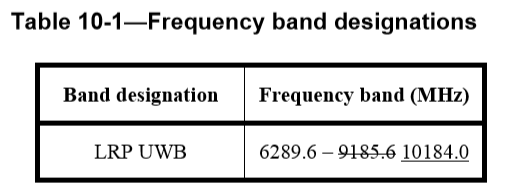 Table 10-1—Frequency band designations
Band designation Frequency band (MHz)
LRP UWB 6289.6 – 9185.6 10184.0